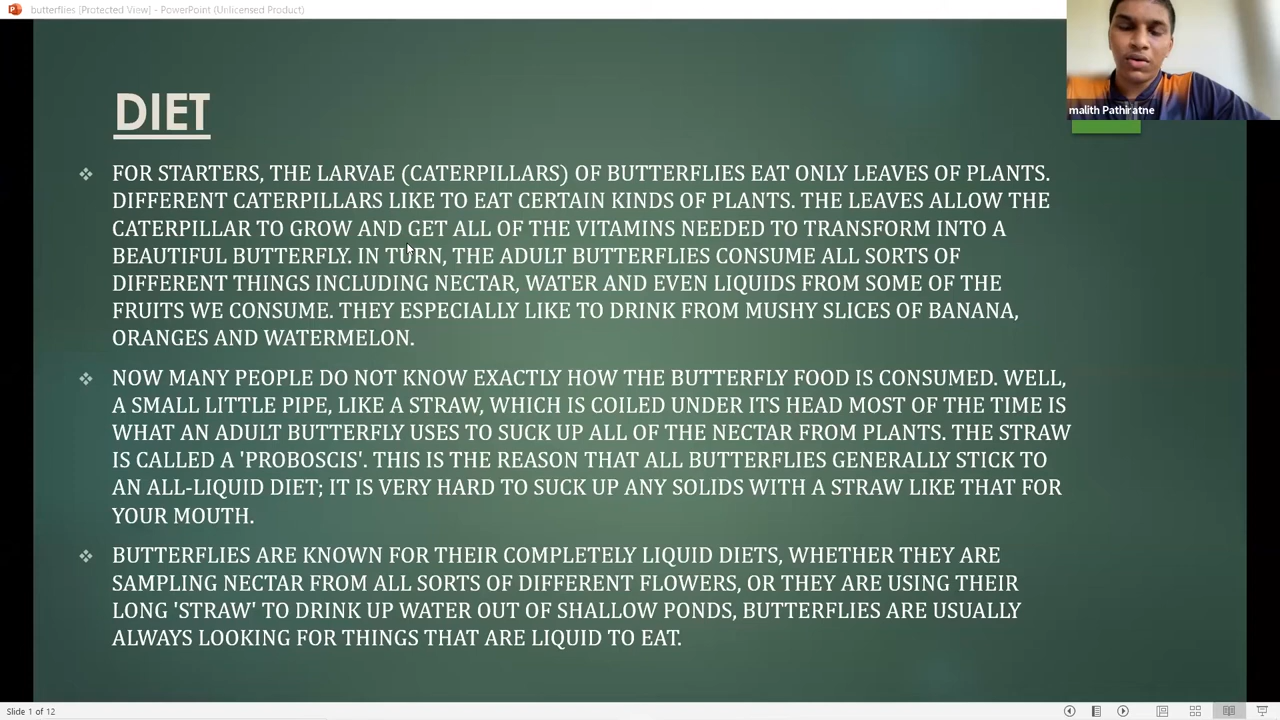 butterflies [Protected View] - PowerPoint (Unlicensed Product)
malith Pathiratne
DIET
FOR STARTERS, THE LARVAE (CATERPILLARS) OF BUTTERFLIES EAT ONLY LEAVES OF PLANTS.
DIFFERENT CATERPILLARS LIKE TO EAT CERTAIN KINDS OF PLANTS. THE LEAVES ALLOW THE
CATERPILLAR TO GROW AND GET ALL OF THE VITAMINS NEEDED TO TRANSFORM INTO A
BEAUTIFUL BUTTERFLY. IN TURN, THE ADULT BUTTERFLIES CONSUME ALL SORTS OF
DIFFERENT THINGS INCLUDING NECTAR, WATER AND EVEN LIQUIDS FROM SOME OF THE
FRUITS WE CONSUME. THEY ESPECIALLY LIKE TO DRINK FROM MUSHY SLICES OF BANANA,
ORANGES AND WATERMELON.
NOW MANY PEOPLE DO NOT KNOW EXACTLY HOW THE BUTTERFLY FOOD IS CONSUMED. WELL,
A SMALL LITTLE PIPE, LIKE A STRAW, WHICH IS COILED UNDER ITS HEAD MOST OF THE TIME IS
WHAT AN ADULT BUTTERFLY USES TO SUCK UP ALL OF THE NECTAR FROM PLANTS. THE STRAW
IS CALLED A 'PROBOSCIS'. THIS IS THE REASON THAT ALL BUTTERFLIES GENERALLY STICK TO
AN ALL-LIQUID DIET; IT IS VERY HARD TO SUCK UP ANY SOLIDS WITH A STRAW LIKE THAT FOR
YOUR MOUTH.
BUTTERFLIES ARE KNOWN FOR THEIR COMPLETELY LIQUID DIETS, WHETHER THEY ARE
SAMPLING NECTAR FROM ALL SORTS OF DIFFERENT FLOWERS, OR THEY ARE USING THEIR
LONG 'STRAW' TO DRINK UP WATER OUT OF SHALLOW PONDS, BUTTERFLIES ARE USUALLY
ALWAYS LOOKING FOR THINGS THAT ARE LIQUID TO EAT.
Slide 1 of 12